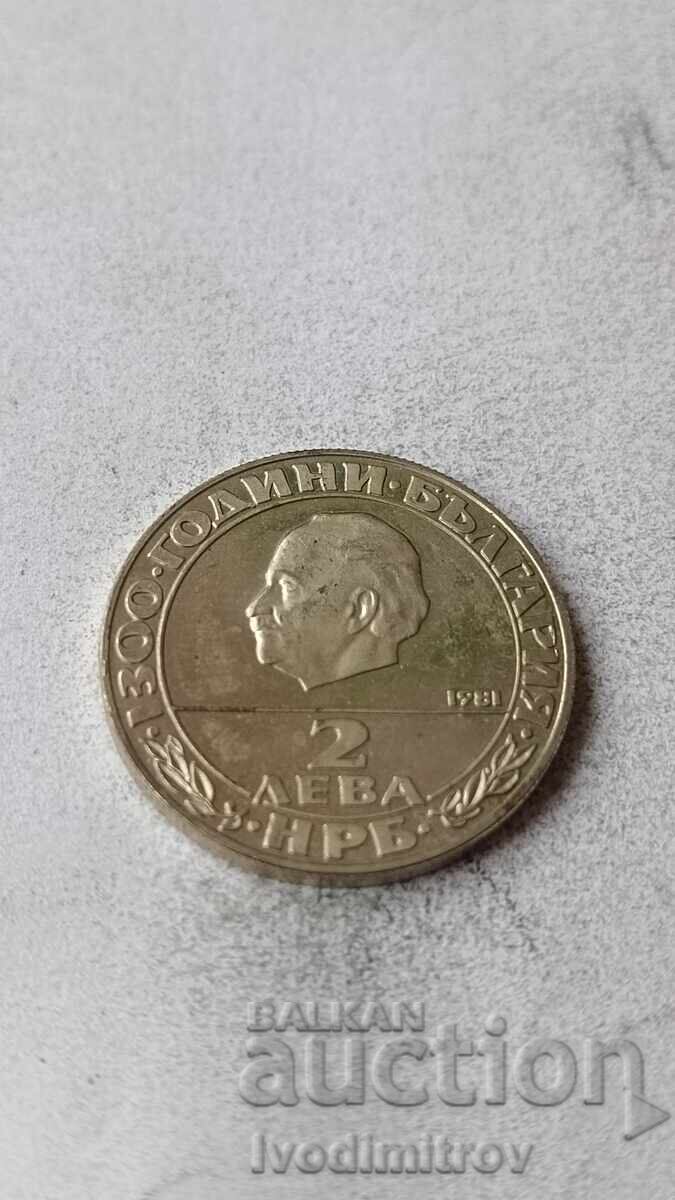 · 1300 · ГОДИНИ · БЪЛГАРИЯ ·
1981
2
ЛЕВА
· НРБ ·
BALKAN
auction
Ivodimitrov